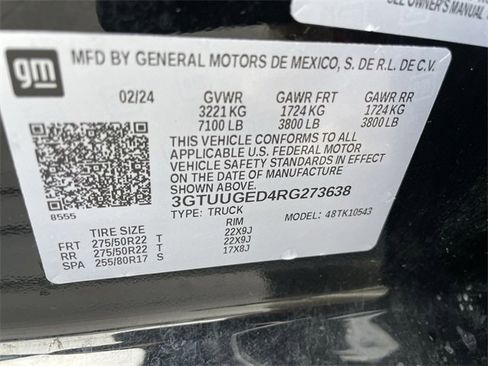 SEE OWNER'S MANUAL
gm
MFD BY GENERAL MOTORS DE MEXICO, S. DE R.L. DE C.V.
02/24 GVWR GAWR FRT GAWR RR
3221 KG 1724 KG 1724 KG
7100 LB 3800 LB 3800 LB
THIS VEHICLE CONFORMS TO ALL
APPLICABLE U.S. FEDERAL MOTOR
VEHICLE SAFETY STANDARDS IN EFFECT
ON THE DATE OF MANUFACTURE
SHOWN ABOVE.
8555 3GTUUGED4RG273638
TYPE: TRUCK MODEL: 48TK10543
TIRE SIZE RIM
FRT 275/50R22 T 22X9J
RR 275/50R22 T 22X9J
SPA 255/80R17 S 17X8J